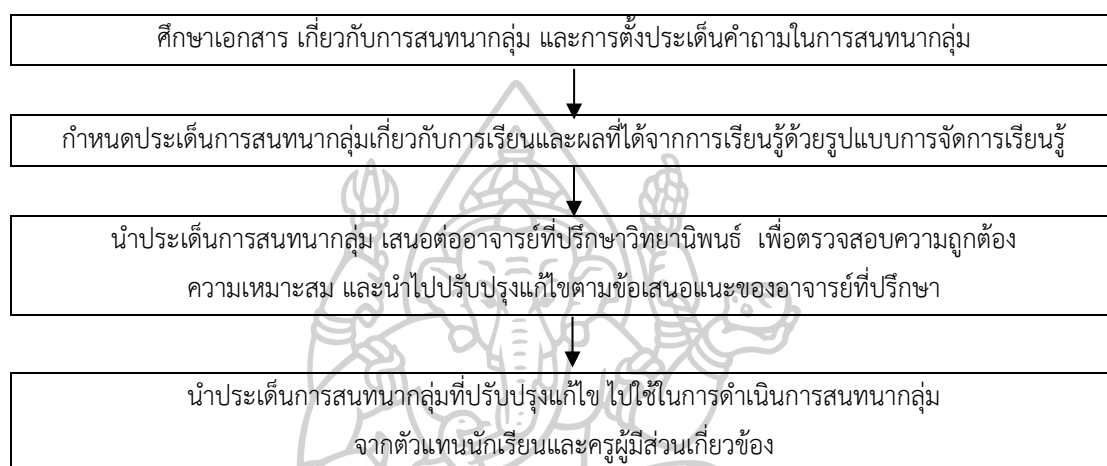 ศึกษาเอกสาร เกี่ยวกับการสนทนากลุ่ม และการตั้งประเด็นคำถามในการสนทนากลุ่ม
กำหนดประเด็นการสนทนากลุ่มเกี่ยวกับการเรียนและผลที่ได้จากการเรียนรู้ด้วยรูปแบบการจัดการเรียนรู้
นำประเด็นการสนทนากลุ่ม เสนอต่ออาจารย์ที่ปรึกษาวิทยานิพนธ์ เพื่อตรวจสอบความถูกต้อง
ความเหมาะสม และนำไปปรับปรุงแก้ไขตามข้อเสนอแนะของอาจารย์ที่ปรึกษา
นำประเด็นการสนทนากลุ่มที่ปรับปรุงแก้ไข ไปใช้ในการดำเนินการสนทนากลุ่ม
จากตัวแทนนักเรียนและครูผู้มีส่วนเกี่ยวข้อง